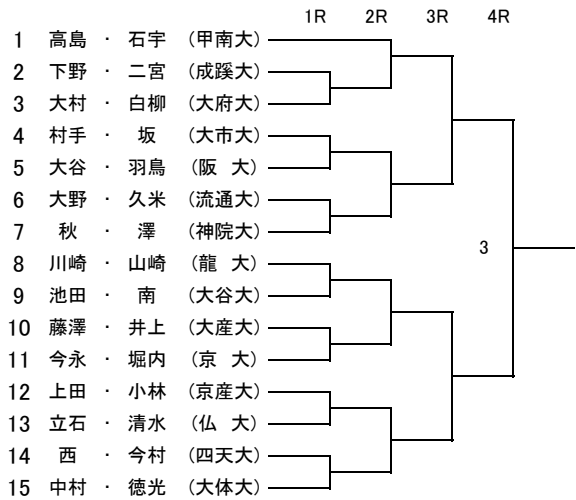 1R 2R 3R 4R
1 高島 ・ 石宇 (甲南大)
2 下野 ・ 二宮 (成蹊大)
3 大村 ・ 白柳 (大府大)
4 村手 ・ 坂 (大市大)
5 大谷 ・ 羽鳥 (阪 大)
6 大野 ・ 久米 (流通大)
7 秋 ・ 澤 (神院大)
3
8 川崎 ・ 山崎 (龍 大)
9 池田 ・ 南 (大谷大)
10 藤澤 ・ 井上 (大産大)
11 今永 ・ 堀内 (京 大)
12 上田 ・ 小林 (京産大)
13 立石 ・ 清水 (仏 大)
14 西 ・ 今村 (四天大)
15 中村 ・ 徳光 (大体大)